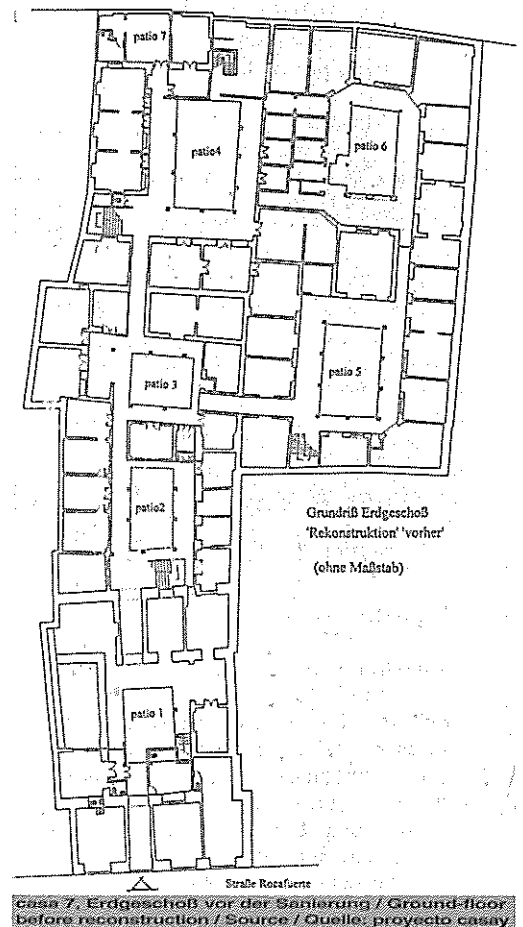 patio 7
patio4
patio 6
patio 5
patio 3
patio2
Grundriß Erdgeschoß
'Rekonstruktion' 'vorher'
(ohne Maßstab)
patio 1
Straße Rocafuerte
casa 7, Erdgeschoß vor der Sanierung / Ground-floor
before reconstruction / Source / Quelle: proyecto casay